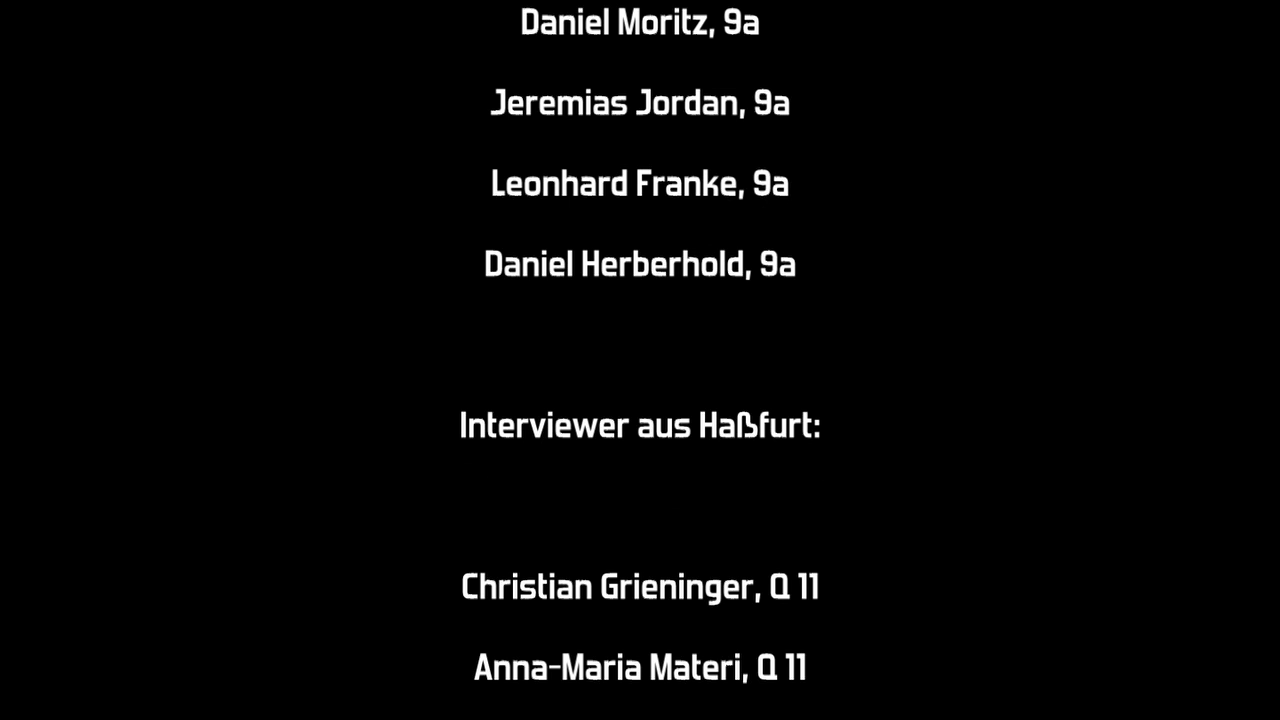 Daniel Moritz, 9a
Jeremias Jordan, 9a
Leonhard Franke, 9a
Daniel Herberhold, 9a
Interviewer aus Haßfurt:
Christian Grieninger, Q 11
Anna-Maria Materi, Q 11